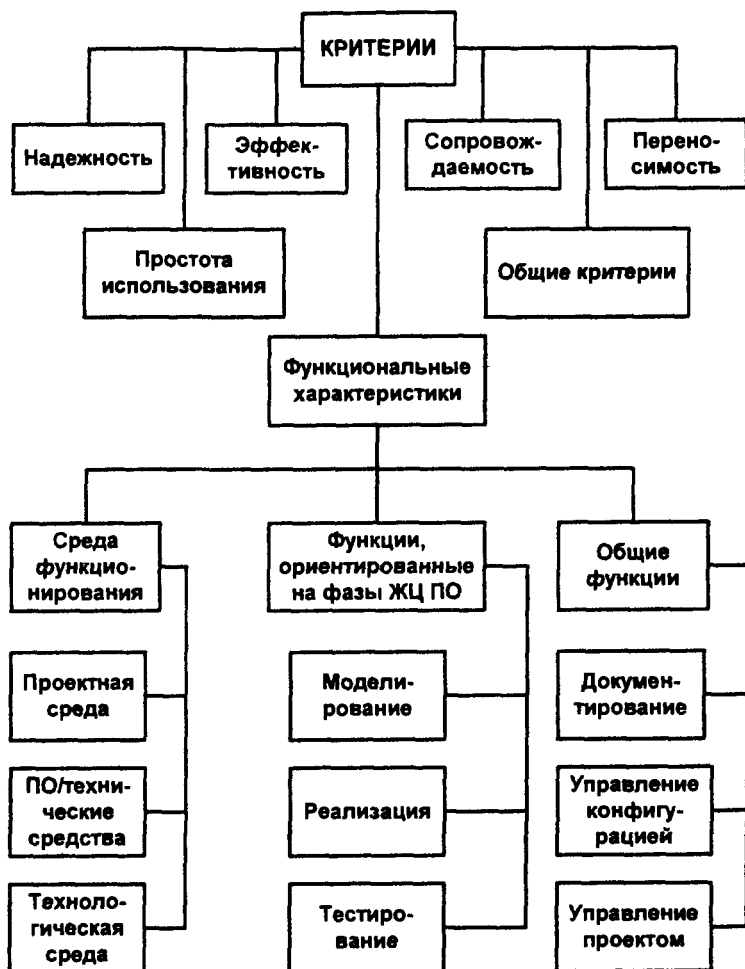 КРИТЕРИИ
Надежность
Эффек-
тивность
Сопровож-
даемость
Перено-
симость
Простота
использования
Общие критерии
Функциональные
характеристики
Среда
функцио-
нирования
Функции,
ориентированные
на фазы ЖЦ ПО
Общие
функции
Проектная
среда
Модели-
рование
Докумен-
тирование
ПО/техни-
ческие
средства
Реализация
Управление
конфигу-
рацией
Техноло-
гическая
среда
Тестиро-
вание
Управление
проектом